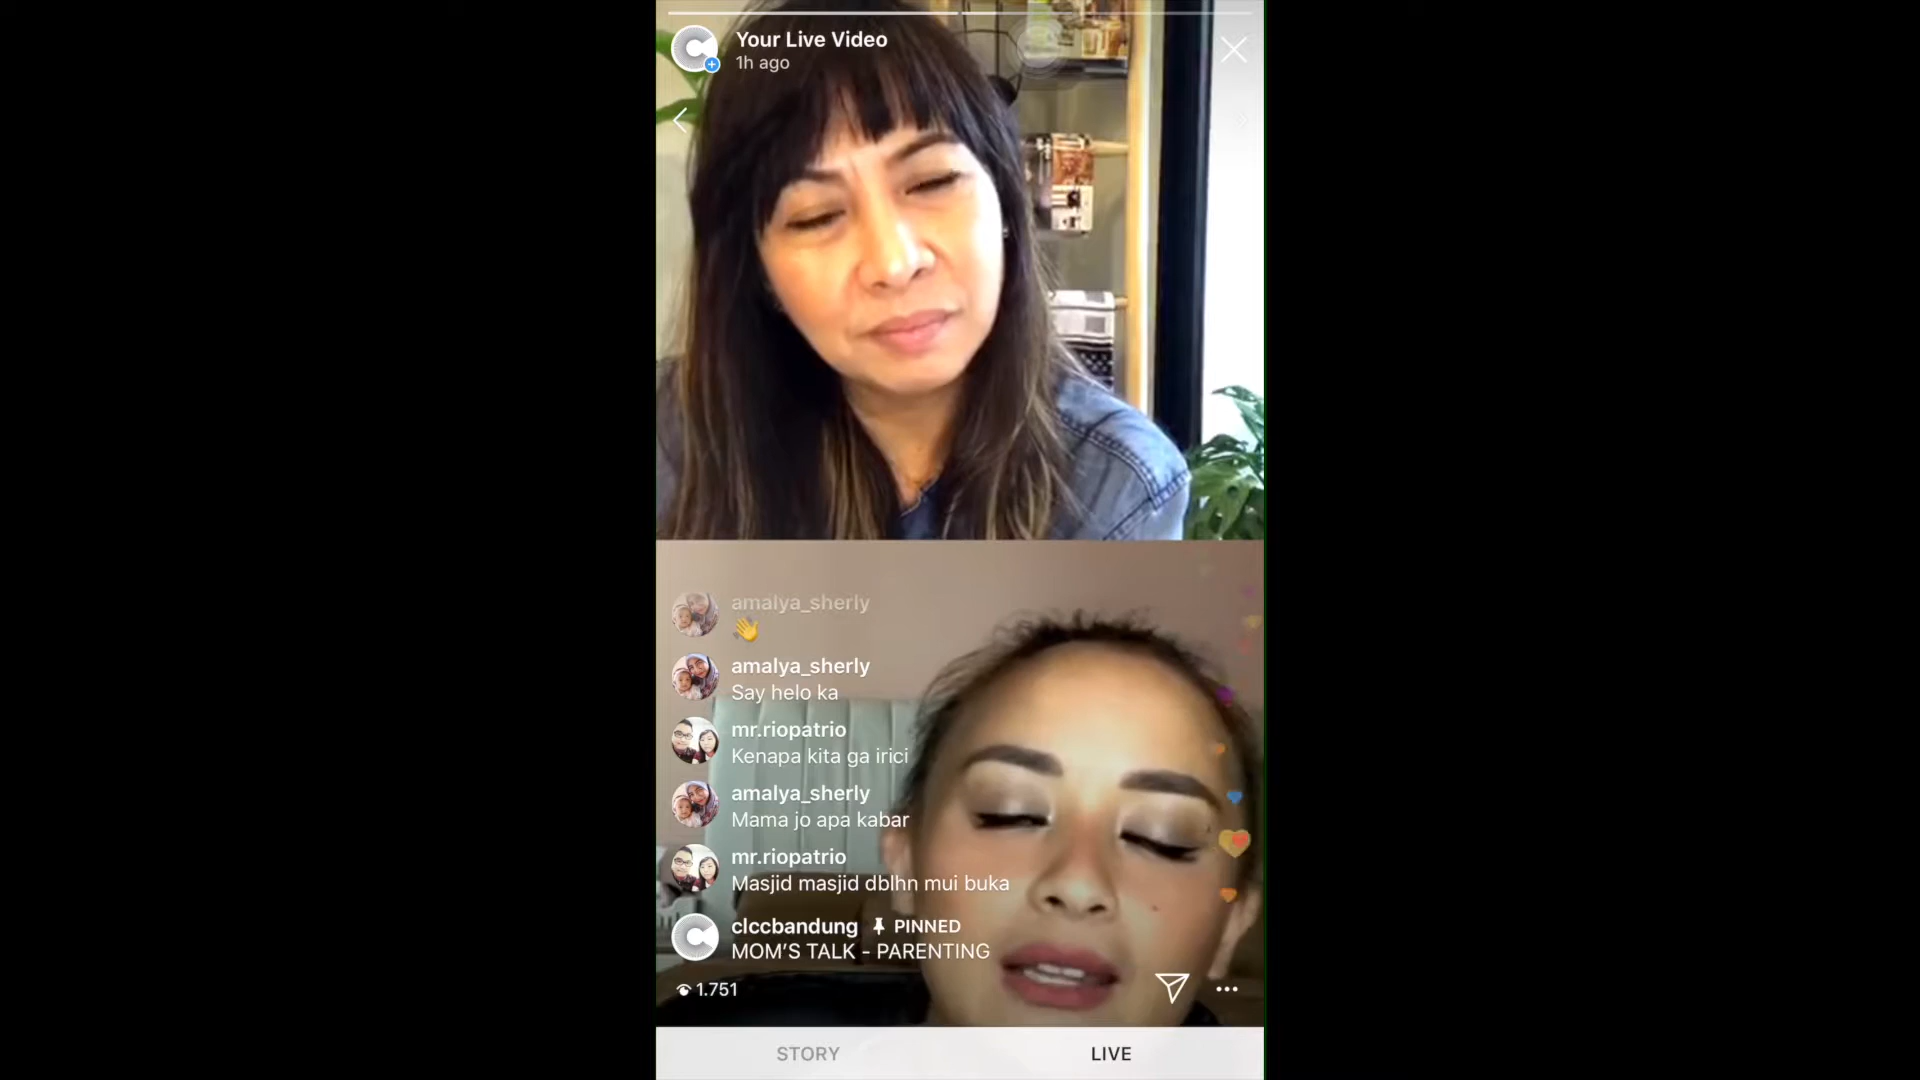 Your Live Video
1h ago
amalya_sherly
👋
amalya_sherly
Say helo ka
mr.riopatrio
Kenapa kita ga irici
amalya_sherly
Mama jo apa kabar
mr.riopatrio
Masjid masjid dblhn mui buka
clccbandung PINNED
MOM'S TALK - PARENTING
1.751
STORY
LIVE